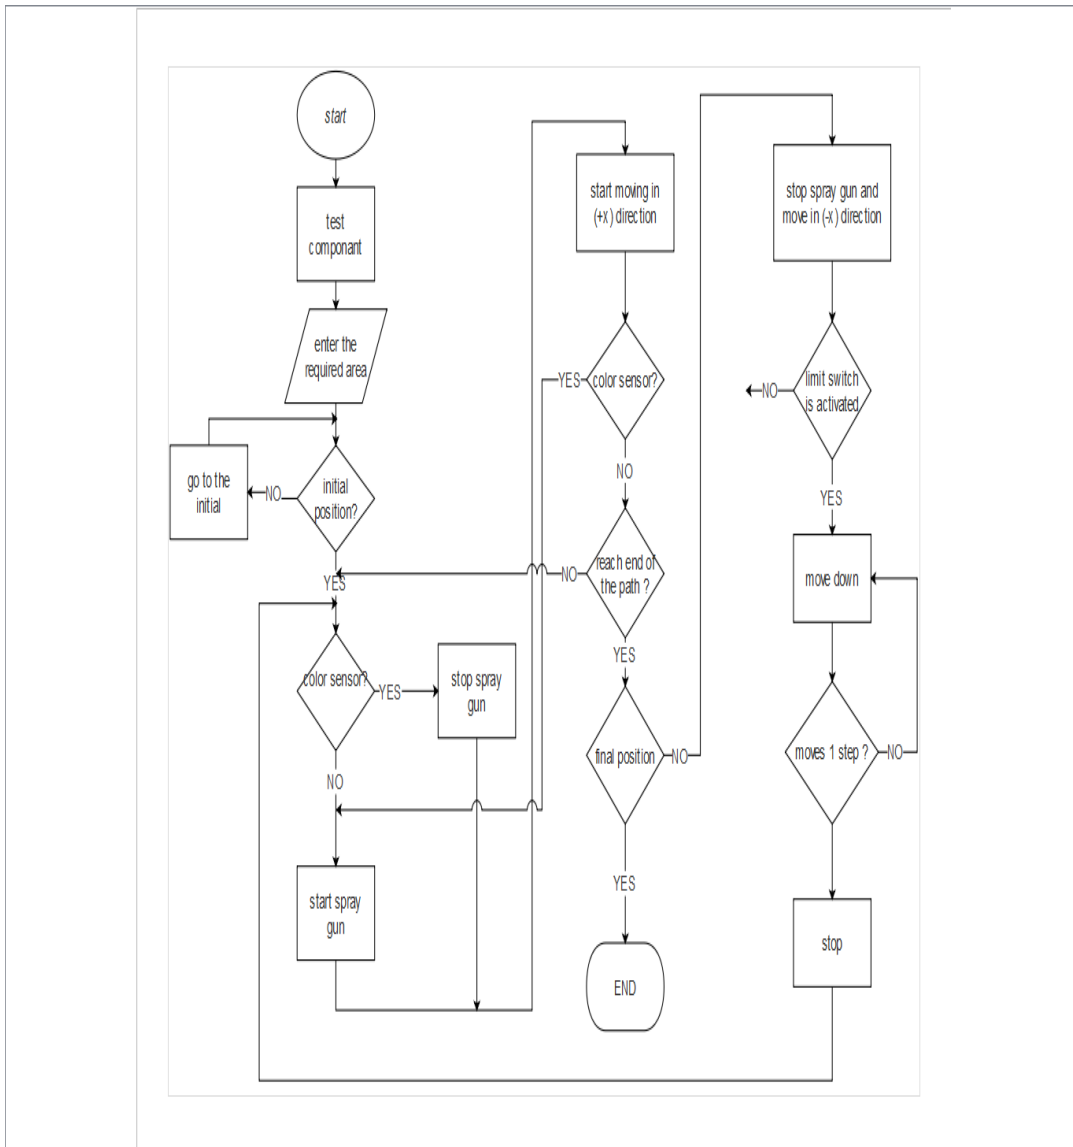 start
test
componant
enter the
required area
go to the
initial
NO
initial
position?
YES
color sensor?
YES
stop spray
gun
NO
start spray
gun
start moving in
(+x ) direction
YES
color sensor?
NO
reach end of
the path ?
NO
YES
final position
NO
YES
END
stop spray gun and
move in (-x ) direction
limit switch
is activated
NO
YES
move down
moves 1 step ?
NO
stop